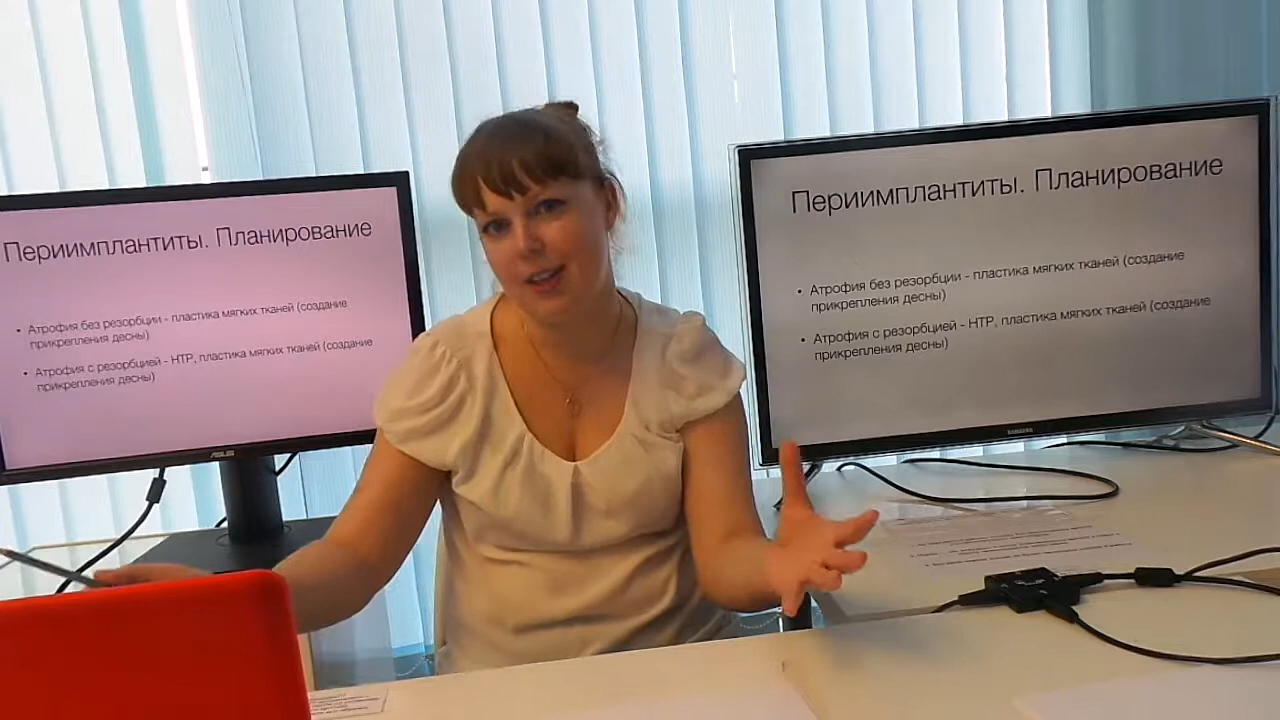 Периимплантиты. Планирование
• Атрофия без резорбции - пластика мягких тканей (создание
прикрепления десны)
• Атрофия с резорбцией - НТР, пластика мягких тканей (создание
прикрепления десны)
ASUS
Периимплантиты. Планирование
• Атрофия без резорбции - пластика мягких тканей (создание
прикрепления десны)
• Атрофия с резорбцией - НТР, пластика мягких тканей (создание
прикрепления десны)
SAMSUNG